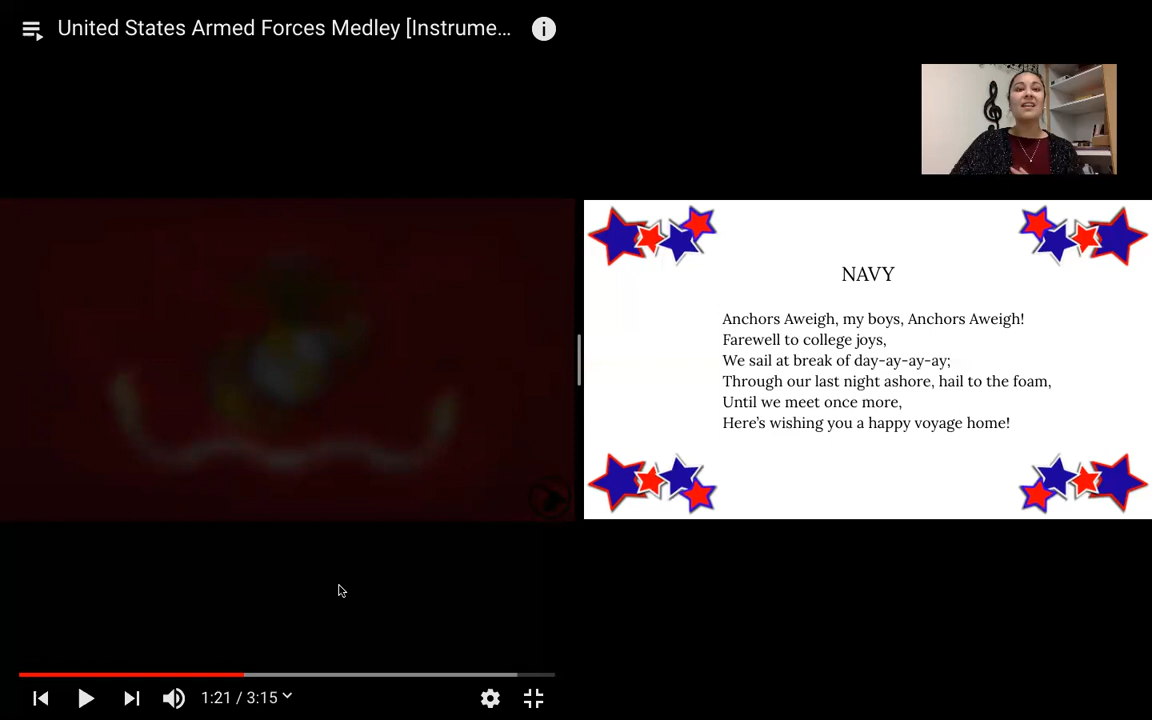 United States Armed Forces Medley [Instrume...
NAVY
Anchors Aweigh, my boys, Anchors Aweigh!
Farewell to college joys,
We sail at break of day-ay-ay-ay;
Through our last night ashore, hail to the foam,
Until we meet once more,
Here's wishing you a happy voyage home!
1:21 / 3:15